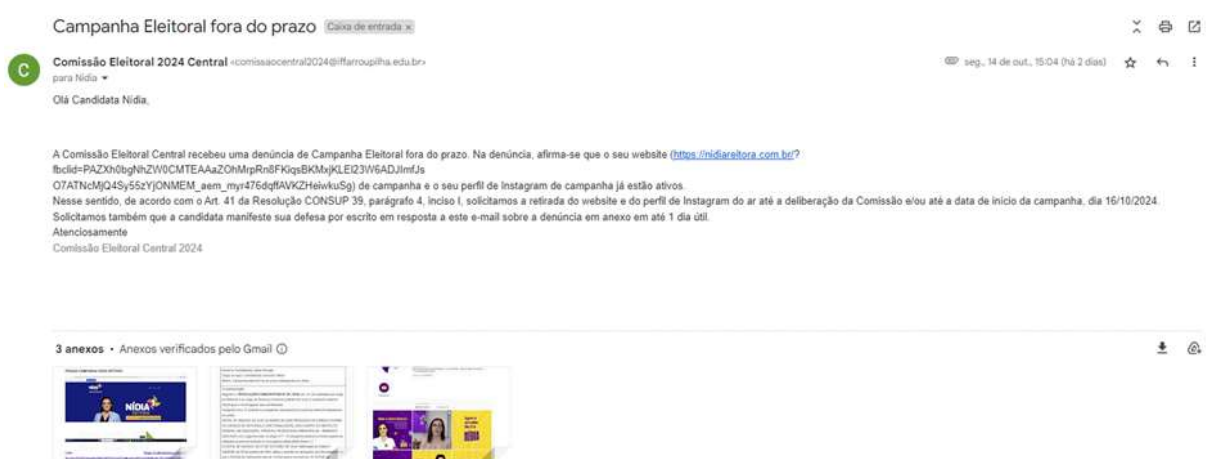 Campanha Eleitoral fora do prazo Caixa de entrada x
C
Comissão Eleitoral 2024 Central <comissaocentral2024@iffarroupilha.edu.br>
seg., 14 de out., 15:04 (há 2 dias)
para Nidia
Olá Candidata Nídia,
A Comissão Eleitoral Central recebeu uma denúncia de Campanha Eleitoral fora do prazo. Na denúncia, afirma-se que o seu website (https://nidiareitora.com.br/?
de campanha e o seu perfil de Instagram de campanha já estão ativos.
Nesse sentido, de acordo com o Art. 41 da Resolução CONSUP 39, parágrafo 4, inciso I, solicitamos a retirada do website e do perfil de Instagram do ar até a deliberação da Comissão e/ou até a data de início da campanha, dia 16/10/2024.
Solicitamos também que a candidata manifeste sua defesa por escrito em resposta a este e-mail sobre a denúncia em anexo em até 1 dia útil.
Atenciosamente
Comissão Eleitoral Central 2024
3 anexos • Anexos verificados pelo Gmail
NÍDIA